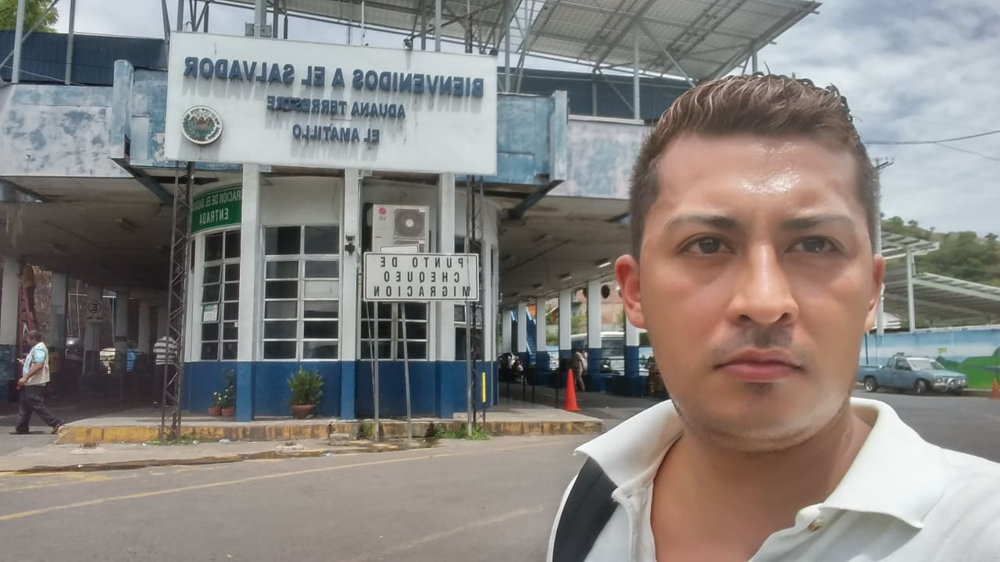 BIENVENIDOS A EL SALVADOR
ADUANA TERRESTRE
EL AMATILLO
ENTRADA
LG
PUNTO DE
CHEQUEO
MIGRACION